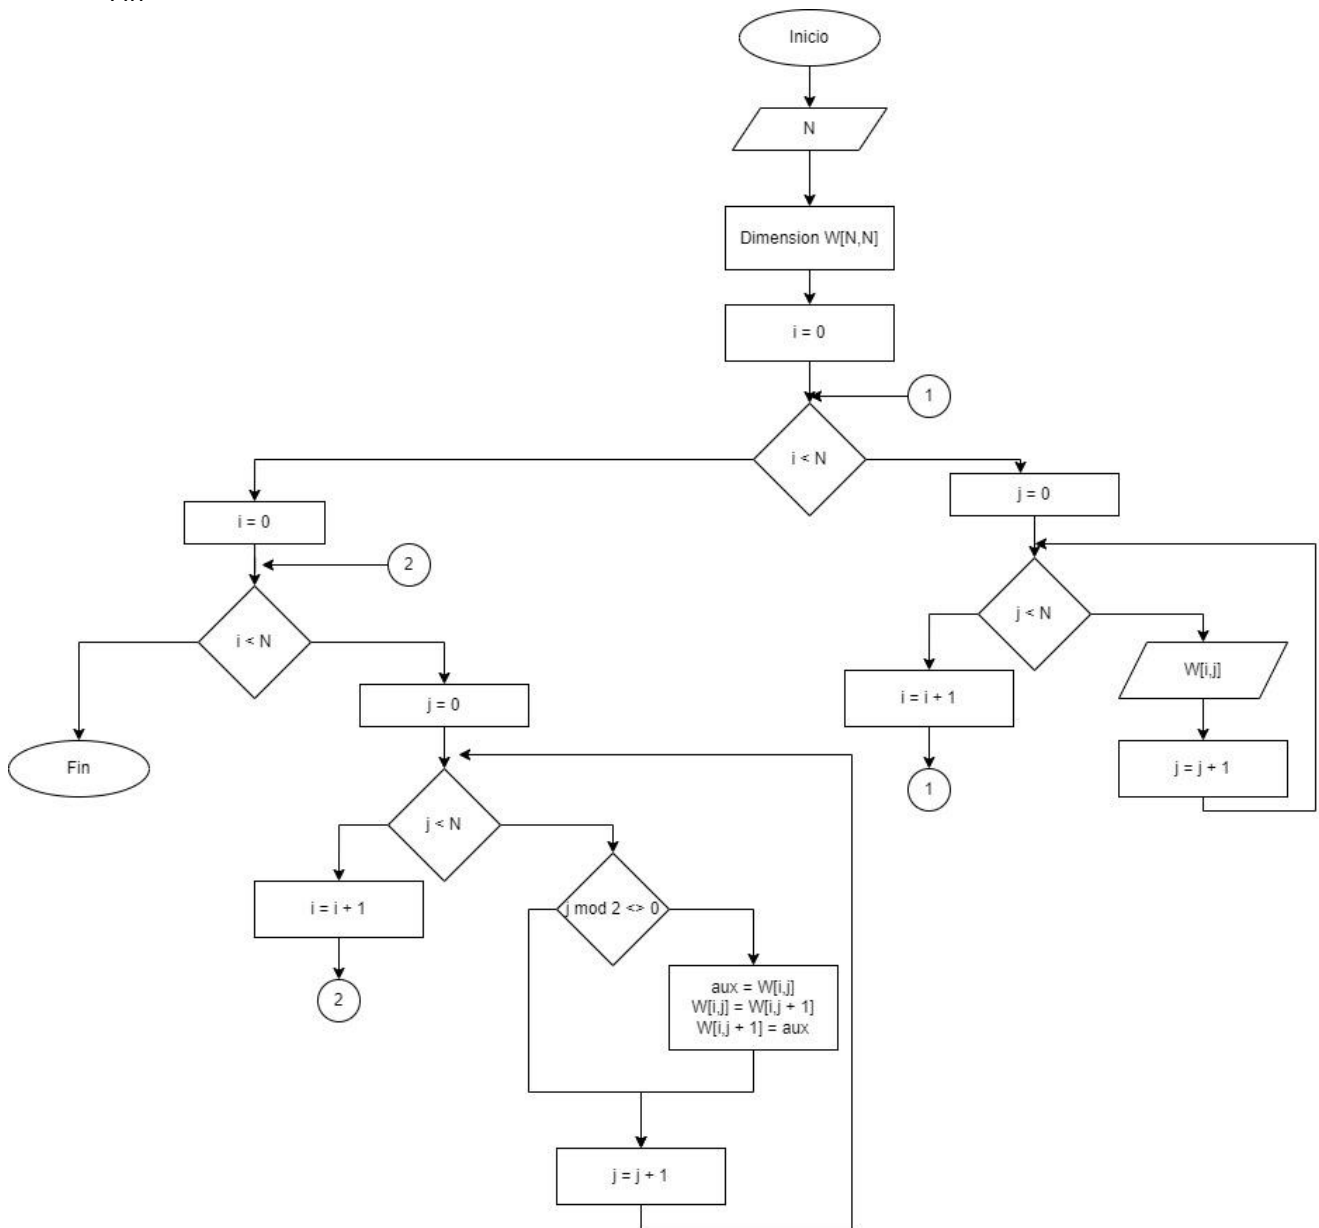 Inicio
N
Dimension W[N,N]
i = 0
1
i < N
j = 0
i = 0
2
j < N
i < N
W[i,j]
i = i + 1
j = 0
j = j + 1
Fin
1
j < N
i = i + 1
j mod 2 <> 0
2
aux = W[i,j]
W[i,j] = W[i,j + 1]
W[i,j + 1] = aux
j = j + 1